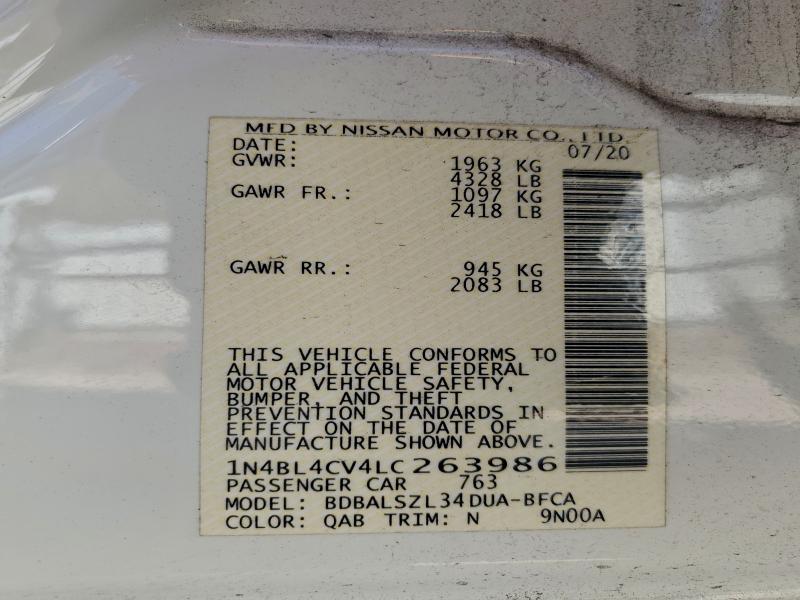 MFD BY NISSAN MOTOR CO., LTD.
DATE: 07/20
GVWR: 1963 KG
4328 LB
GAWR FR.: 1097 KG
2418 LB
GAWR RR.: 945 KG
2083 LB
THIS VEHICLE CONFORMS TO
ALL APPLICABLE FEDERAL
MOTOR VEHICLE SAFETY,
BUMPER, AND THEFT
PREVENTION STANDARDS IN
EFFECT ON THE DATE OF
MANUFACTURE SHOWN ABOVE.
1N4BL4CV4LC263986
PASSENGER CAR 763
MODEL: BDBALSZL34DUA-BFCA
COLOR: QAB TRIM: N 9N00A